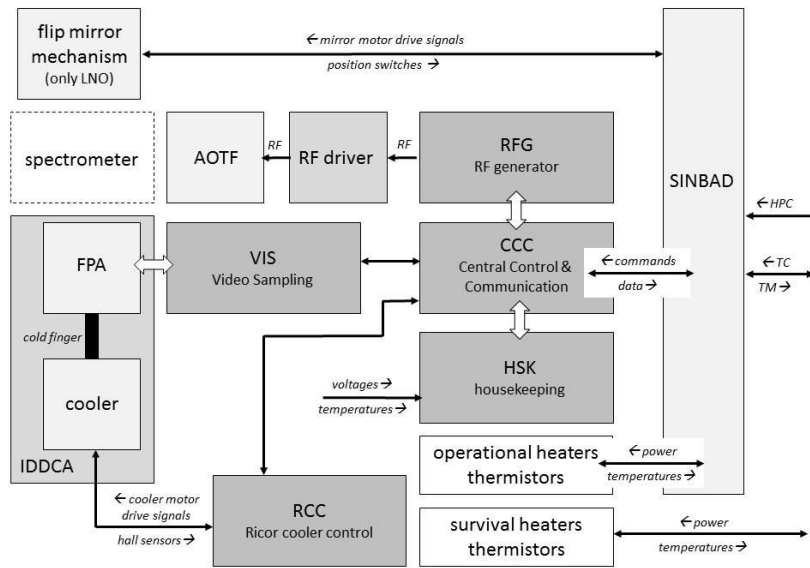 flip mirror
mechanism
(only LNO)
← mirror motor drive signals
position switches →
SINBAD
spectrometer
AOTF
RF
RF driver
RF
RFG
RF generator
← HPC
← TC
TM →
FPA
VIS
Video Sampling
CCC
Central Control &
Communication
← commands
data →
cold finger
cooler
IDDCA
voltages →
temperatures →
HSK
housekeeping
operational heaters
thermistors
← power
temperatures →
← cooler motor
drive signals
hall sensors →
RCC
Ricor cooler control
survival heaters
thermistors
← power
temperatures →